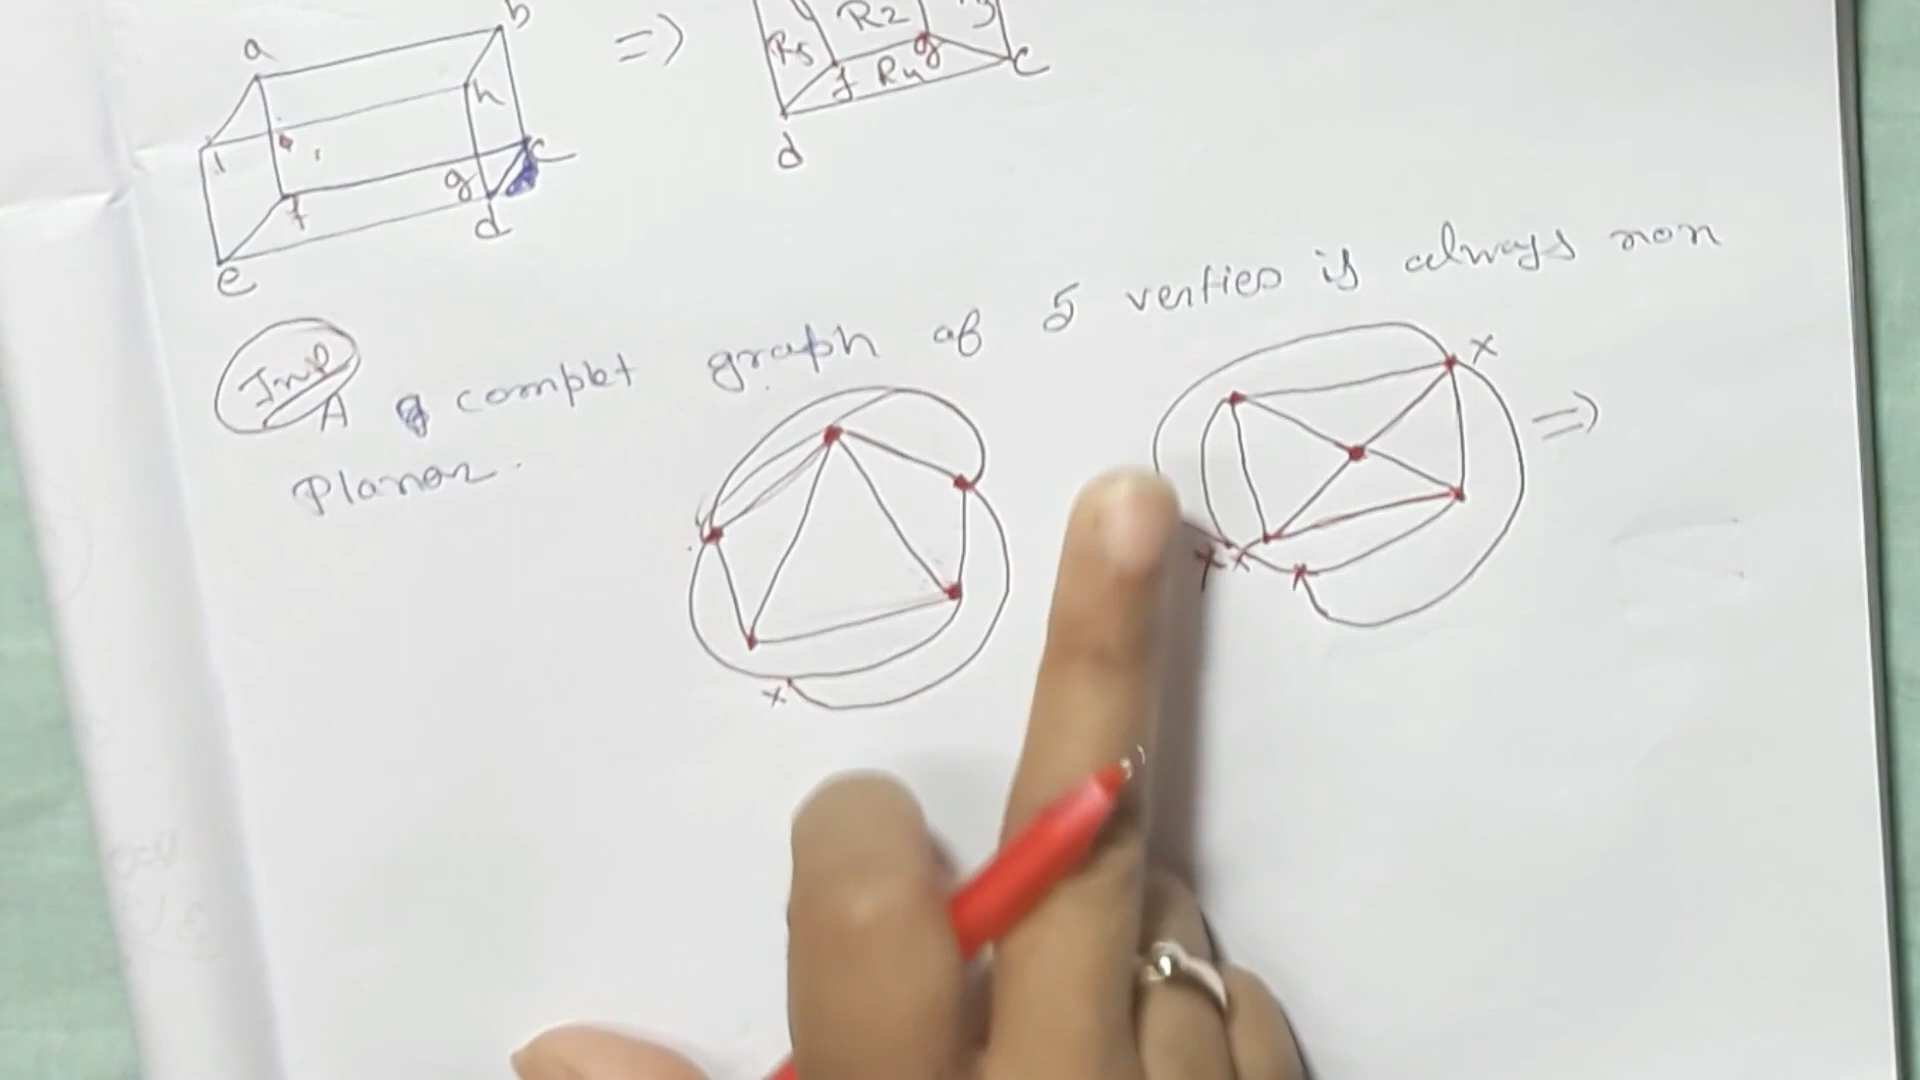 a
b
i
h
c
g
f
d
e
=>
R5
R2
R4
f
g
c
d
Imp
A complet graph of 5 verties is always non
Planar.
x
x
x x
=>